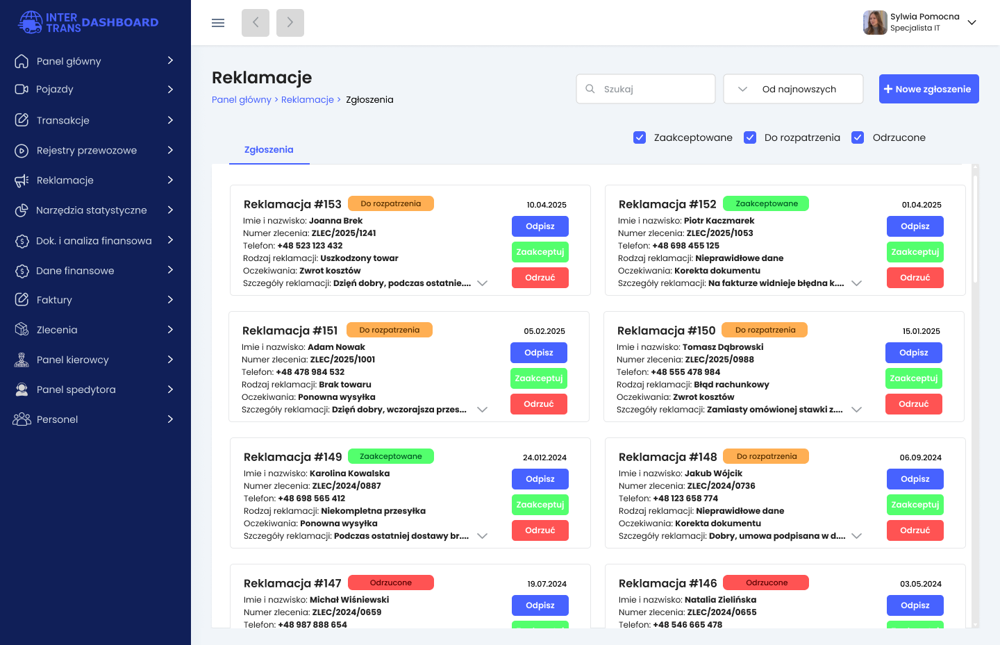 INTER
TRANS DASHBOARD
Panel główny
Pojazdy
Transakcje
Rejestry przewozowe
Reklamacje
Narzędzia statystyczne
Dok. i analiza finansowa
Dane finansowe
Faktury
Zlecenia
Panel kierowcy
Panel spedytora
Personel
Sylwia Pomocna
Specjalista IT
Reklamacje
Panel główny > Reklamacje > Zgłoszenia
Szukaj
Od najnowszych
+ Nowe zgłoszenie
Zaakceptowane
Do rozpatrzenia
Odrzucone
Zgłoszenia
Reklamacja #153 Do rozpatrzenia 10.04.2025
Imie i nazwisko: Joanna Brek
Numer zlecenia: ZLEC/2025/1241
Telefon: +48 523 123 432
Rodzaj reklamacji: Uszkodzony towar
Oczekiwania: Zwrot kosztów
Szczegóły reklamacji: Dzięń dobry, podczas ostatnie....
Odpisz
Zaakceptuj
Odrzuć
Reklamacja #152 Zaakceptowane 01.04.2025
Imie i nazwisko: Piotr Kaczmarek
Numer zlecenia: ZLEC/2025/1053
Telefon: +48 698 455 125
Rodzaj reklamacji: Nieprawidłowe dane
Oczekiwania: Korekta dokumentu
Szczegóły reklamacji: Na fakturze widnieje błędna k....
Odpisz
Zaakceptuj
Odrzuć
Reklamacja #151 Do rozpatrzenia 05.02.2025
Imie i nazwisko: Adam Nowak
Numer zlecenia: ZLEC/2025/1001
Telefon: +48 478 984 532
Rodzaj reklamacji: Brak towaru
Oczekiwania: Ponowna wysyłka
Szczegóły reklamacji: Dzięń dobry, wczorajsza przes...
Odpisz
Zaakceptuj
Odrzuć
Reklamacja #150 Do rozpatrzenia 15.01.2025
Imie i nazwisko: Tomasz Dąbrowski
Numer zlecenia: ZLEC/2025/0988
Telefon: +48 555 478 984
Rodzaj reklamacji: Błąd rachunkowy
Oczekiwania: Zwrot kosztów
Szczegóły reklamacji: Zamiasty omówionej stawki z....
Odpisz
Zaakceptuj
Odrzuć
Reklamacja #149 Zaakceptowane 24.012.2024
Imie i nazwisko: Karolina Kowalska
Numer zlecenia: ZLEC/2024/0887
Telefon: +48 698 565 412
Rodzaj reklamacji: Niekompletna przesyłka
Oczekiwania: Ponowna wysyłka
Szczegóły reklamacji: Podczas ostatniej dostawy br....
Odpisz
Zaakceptuj
Odrzuć
Reklamacja #148 Do rozpatrzenia 06.09.2024
Imie i nazwisko: Jakub Wójcik
Numer zlecenia: ZLEC/2024/0736
Telefon: +48 123 658 774
Rodzaj reklamacji: Nieprawidłowe dane
Oczekiwania: Korekta dokumentu
Szczegóły reklamacji: Dobry, umowa podpisana w d....
Odpisz
Zaakceptuj
Odrzuć
Reklamacja #147 Odrzucone 19.07.2024
Imie i nazwisko: Michał Wiśniewski
Numer zlecenia: ZLEC/2024/0659
Telefon: +48 987 888 654
Odpisz
Reklamacja #146 Odrzucone 03.05.2024
Imie i nazwisko: Natalia Zielińska
Numer zlecenia: ZLEC/2024/0655
Telefon: +48 546 665 478
Odpisz